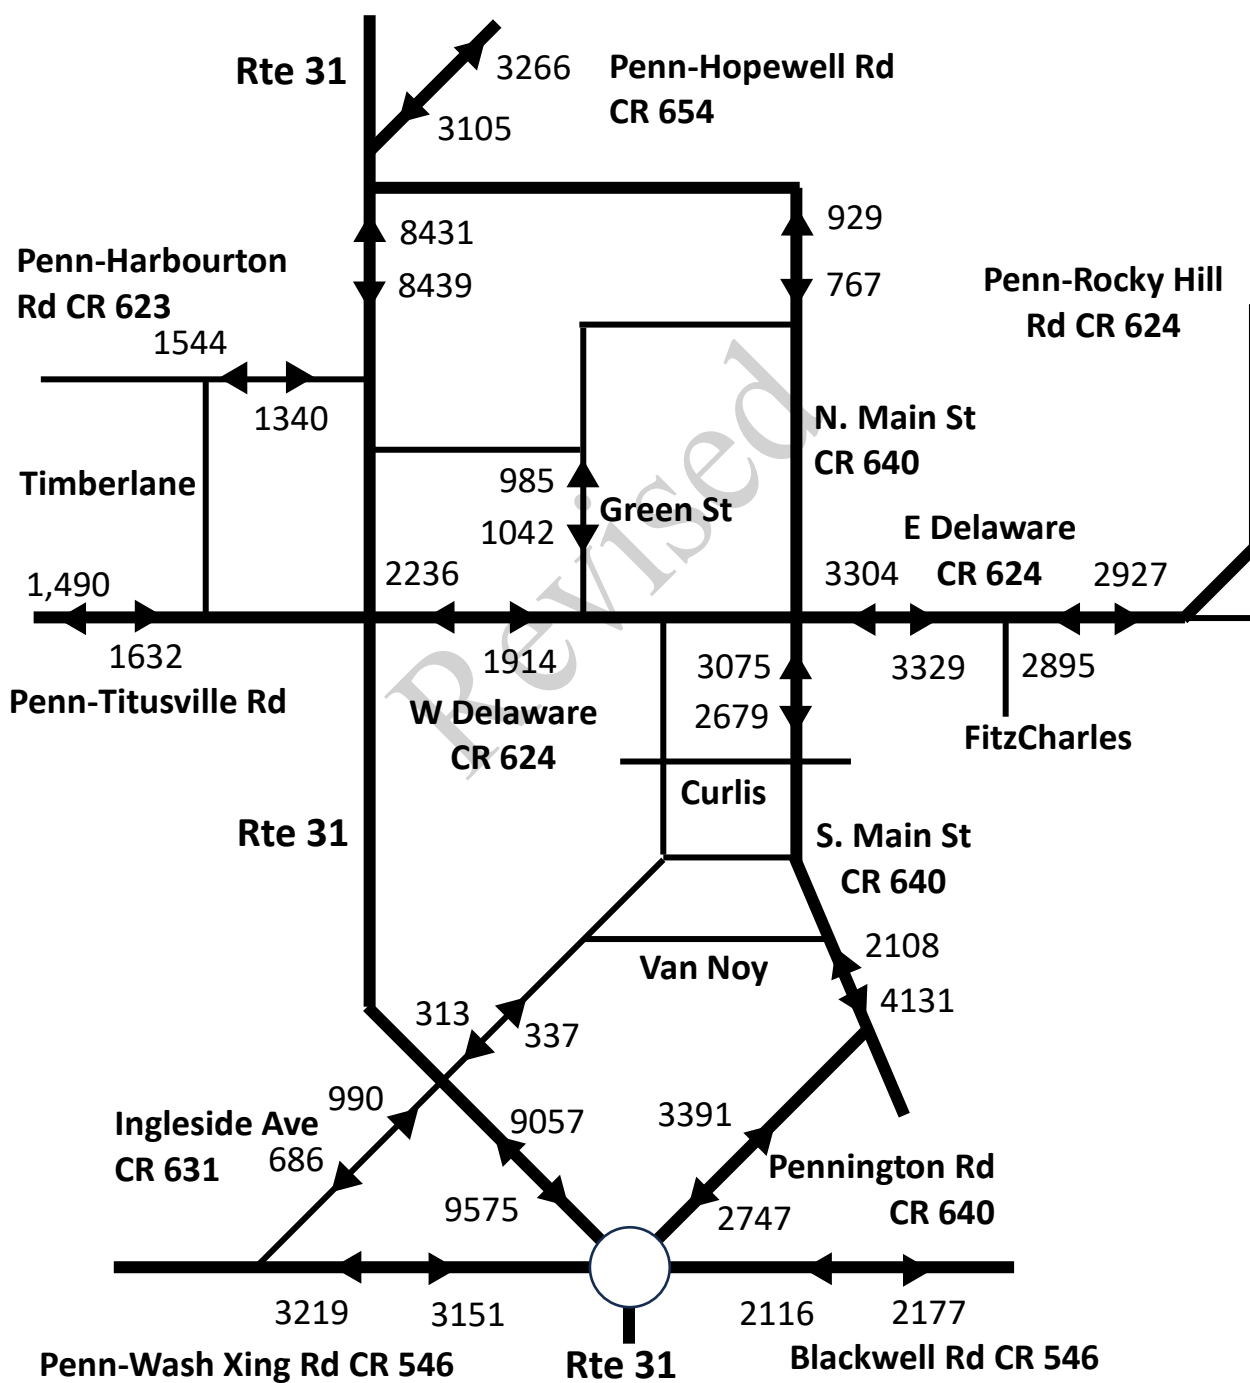 Rte 31
3266
Penn-Hopewell Rd
CR 654
3105
8431
8439
929
767
Penn-Harbourton
Rd CR 623
1544
1340
Penn-Rocky Hill
Rd CR 624
N. Main St
CR 640
Timberlane
985
1042
Green St
Revised
E Delaware
CR 624
1,490
1632
2236
1914
3304
3329
2927
2895
Penn-Titusville Rd
W Delaware
CR 624
3075
2679
FitzCharles
Curlis
Rte 31
S. Main St
CR 640
Van Noy
2108
4131
313
337
990
686
Ingleside Ave
CR 631
9057
9575
3391
2747
Pennington Rd
CR 640
3219
3151
2116
2177
Penn-Wash Xing Rd CR 546
Rte 31
Blackwell Rd CR 546